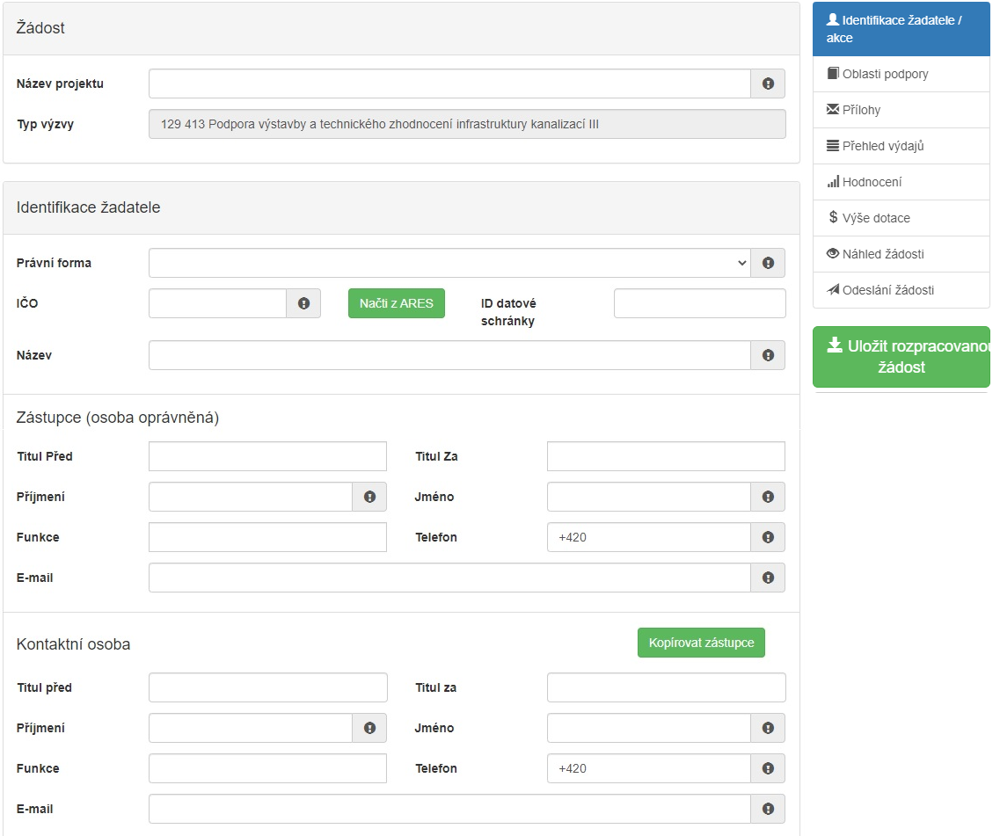 Žádost
Název projektu
Typ výzvy 129 413 Podpora výstavby a technického zhodnocení infrastruktury kanalizací III
Identifikace žadatele
Právní forma
IČO Načti z ARES ID datové
schránky
Název
Zástupce (osoba oprávněná)
Titul Před Titul Za
Příjmení Jméno
Funkce Telefon +420
E-mail
Kontaktní osoba Kopírovat zástupce
Titul před Titul za
Příjmení Jméno
Funkce Telefon +420
E-mail
Identifikace žadatele /
akce
Oblasti podpory
Přílohy
Přehled výdajů
Hodnocení
$ Výše dotace
Náhled žádosti
Odeslání žádosti
Uložit rozpracovanou
žádost